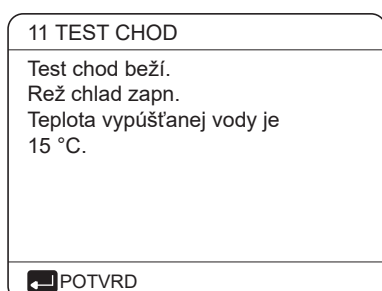 11 TEST CHOD
Test chod beží.
Rež chlad zapn.
Teplota vypúšťanej vody je
15 °C.
POTVRD